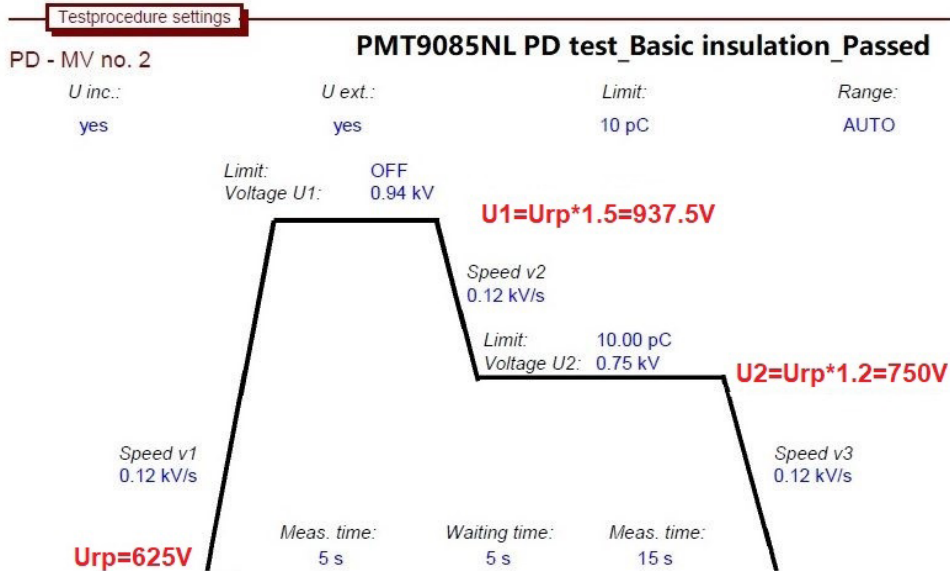 Testprocedure settings
PD - MV no. 2
PMT9085NL PD test_Basic insulation_Passed
U inc.: U ext.: Limit: Range:
yes yes 10 pC AUTO
Limit: OFF
Voltage U1: 0.94 kV
U1=Urp*1.5=937.5V
Speed v2
0.12 kV/s
Limit: 10.00 pC
Voltage U2: 0.75 kV
U2=Urp*1.2=750V
Speed v1
0.12 kV/s
Speed v3
0.12 kV/s
Meas. time: Waiting time: Meas. time:
Urp=625V
5 s 5 s 15 s